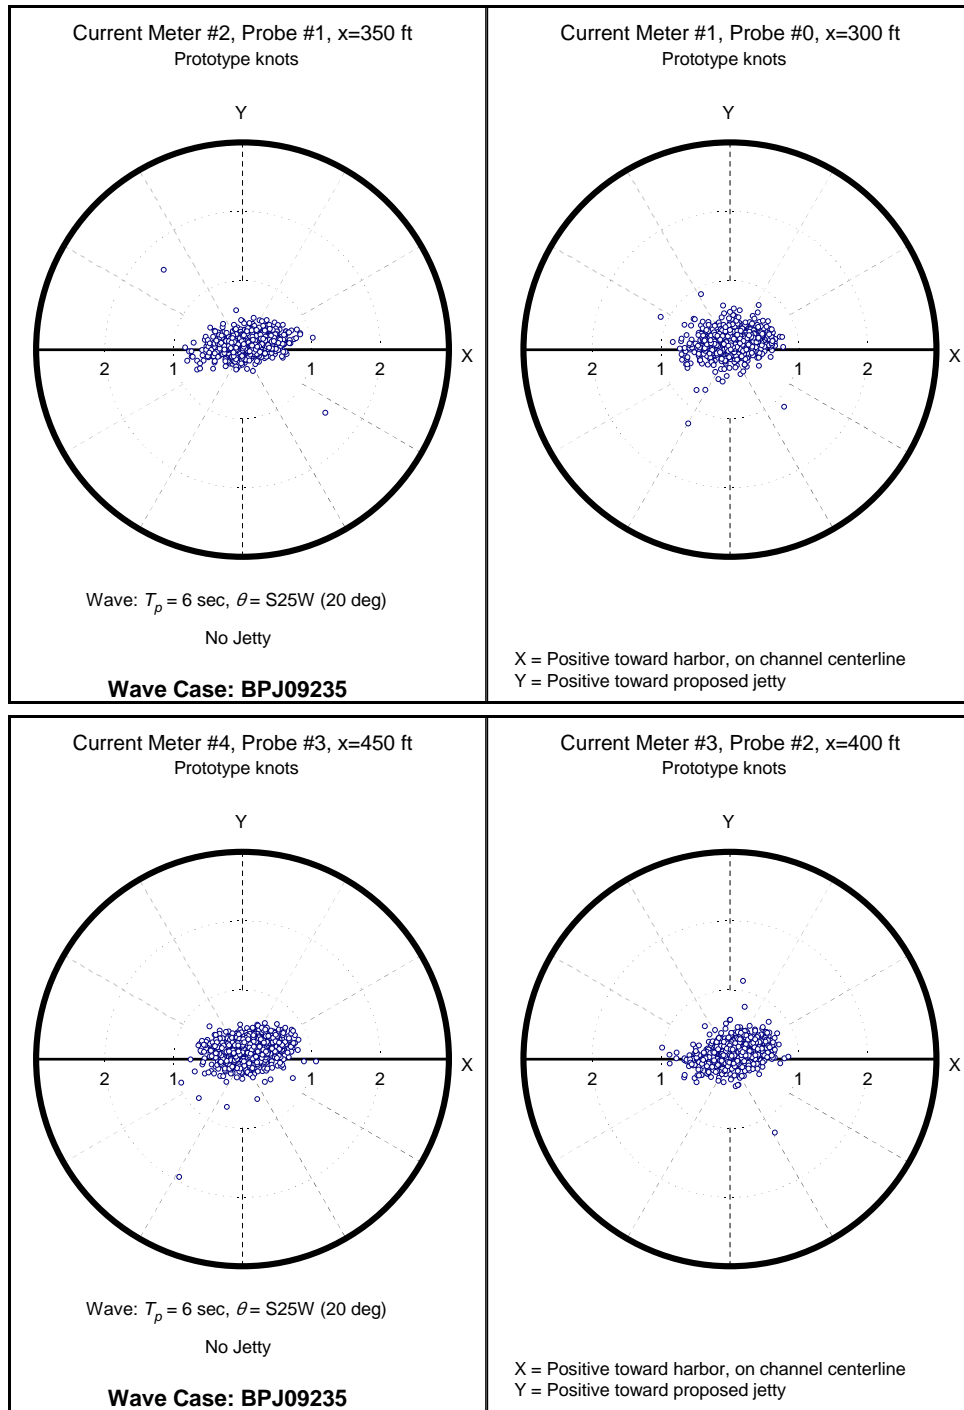 Current Meter #2, Probe #1, x=350 ft
Prototype knots
Y
X
2
1
1
2
Wave: Tp = 6 sec, θ = S25W (20 deg)
No Jetty
Wave Case: BPJ09235
Current Meter #1, Probe #0, x=300 ft
Prototype knots
Y
X
2
1
1
2
X = Positive toward harbor, on channel centerline
Y = Positive toward proposed jetty
Current Meter #4, Probe #3, x=450 ft
Prototype knots
Y
X
2
1
1
2
Wave: Tp = 6 sec, θ = S25W (20 deg)
No Jetty
Wave Case: BPJ09235
Current Meter #3, Probe #2, x=400 ft
Prototype knots
Y
X
2
1
1
2
X = Positive toward harbor, on channel centerline
Y = Positive toward proposed jetty